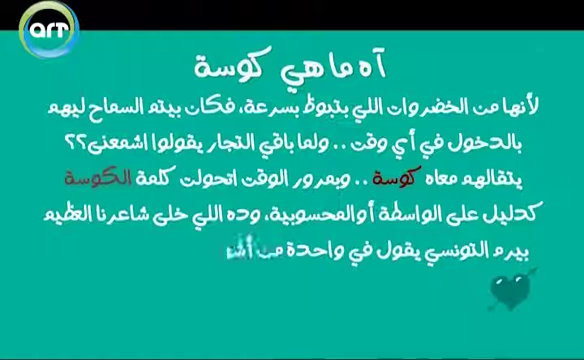 art
آه ما هي كوسة
لأنها من الخضروات اللي بتبوظ بسرعة، فكان بيتم السماح ليهم
بالدخول في أي وقت .. ولما باقي التجار يقولوا اشمعنى؟؟
يتقالهم معاه كوسة .. وبمرور الوقت اتحولت كلمة الكوسة
كدليل على الواسطة أو المحسوبية، وده اللي خلى شاعرنا العظيم
بيرم التونسي يقول في واحدة من